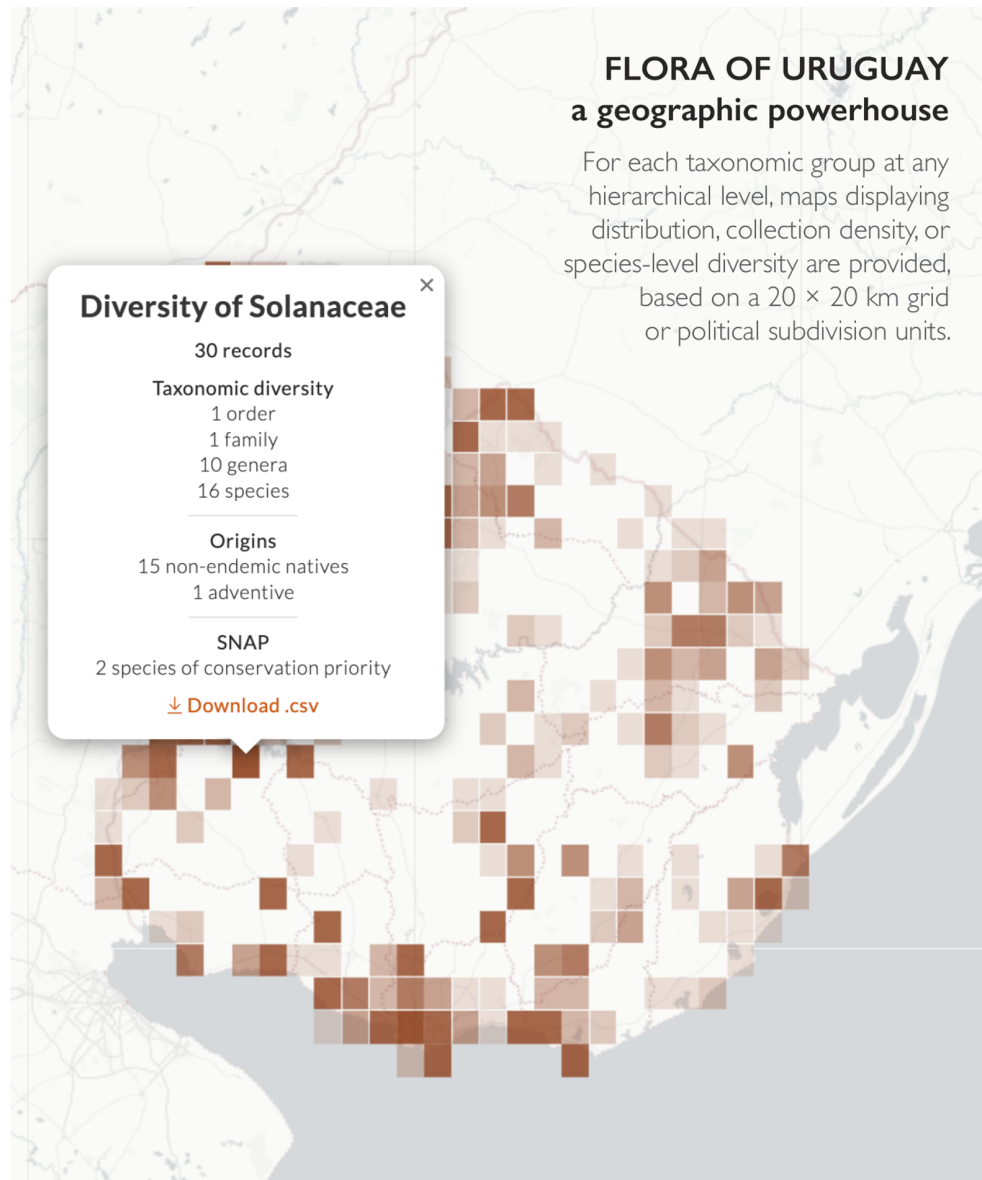 FLORA OF URUGUAY
a geographic powerhouse
For each taxonomic group at any
hierarchical level, maps displaying
distribution, collection density, or
species-level diversity are provided,
based on a 20 × 20 km grid
or political subdivision units.
×
Diversity of Solanaceae
30 records
Taxonomic diversity
1 order
1 family
10 genera
16 species
Origins
15 non-endemic natives
1 adventive
SNAP
2 species of conservation priority
Download .csv